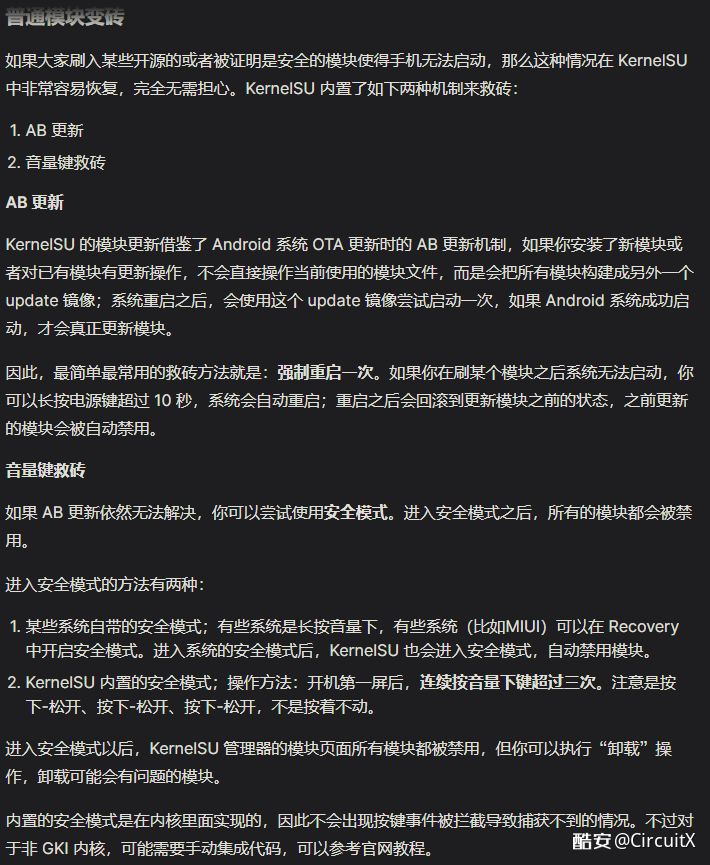 普通模块变砖
如果大家刷入某些开源的或者被证明是安全的模块使得手机无法启动，那么这种情况在 KernelSU
中非常容易恢复，完全无需担心。KernelSU 内置了如下两种机制来救砖：
1. AB 更新
2. 音量键救砖
AB 更新
KernelSU 的模块更新借鉴了 Android 系统 OTA 更新时的 AB 更新机制，如果你安装了新模块或
者对已有模块有更新操作，不会直接操作当前使用的模块文件，而是会把所有模块构建成另外一个
update 镜像；系统重启之后，会使用这个 update 镜像尝试启动一次，如果 Android 系统成功启
动，才会真正更新模块。
因此，最简单最常用的救砖方法就是：强制重启一次。如果你在刷某个模块之后系统无法启动，你
可以长按电源键超过 10 秒，系统会自动重启；重启之后会回滚到更新模块之前的状态，之前更新
的模块会被自动禁用。
音量键救砖
如果 AB 更新依然无法解决，你可以尝试使用安全模式。进入安全模式之后，所有的模块都会被禁
用。
进入安全模式的方法有两种：
1. 某些系统自带的安全模式；有些系统是长按音量下，有些系统（比如MIUI）可以在 Recovery
中开启安全模式。进入系统的安全模式后，KernelSU 也会进入安全模式，自动禁用模块。
2. KernelSU 内置的安全模式；操作方法：开机第一屏后，连续按音量下键超过三次。注意是按
下-松开、按下-松开、按下-松开，不是按着不动。
进入安全模式以后，KernelSU 管理器的模块页面所有模块都被禁用，但你可以执行“卸载”操
作，卸载可能会有问题的模块。
内置的安全模式是在内核里面实现的，因此不会出现按键事件被拦截导致捕获不到的情况。不过对
于非 GKI 内核，可能需要手动集成代码，可以参考官网教程。
酷安 @CircuitX